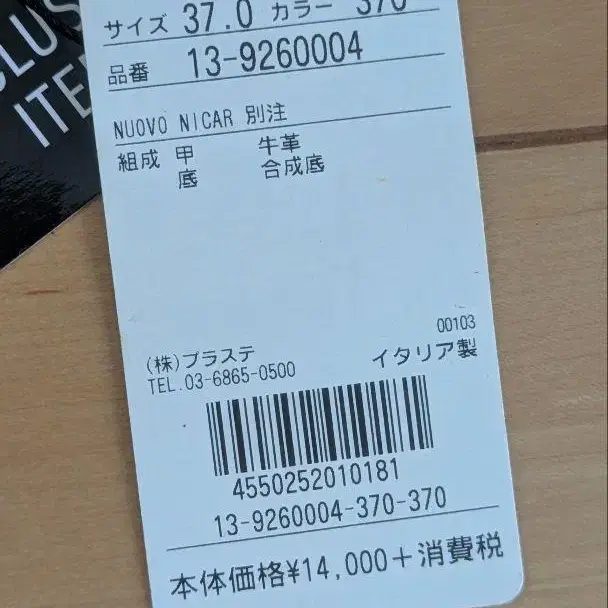 サイズ 37.0 カラー 370
品番 13-9260004
NUOVO NICAR 別注
組成 甲 牛革
底 合成底
00103
(株)プラステ イタリア製
TEL.03-6865-0500
4550252010181
13-9260004-370-370
本体価格¥14,000+消費税